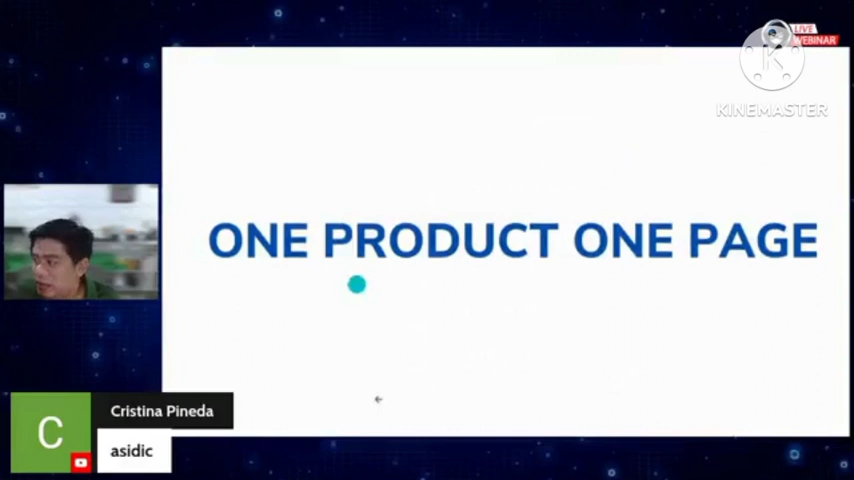 LIVE
WEBINAR
KINEMASTER
ONE PRODUCT ONE PAGE
C
Cristina Pineda
asidic